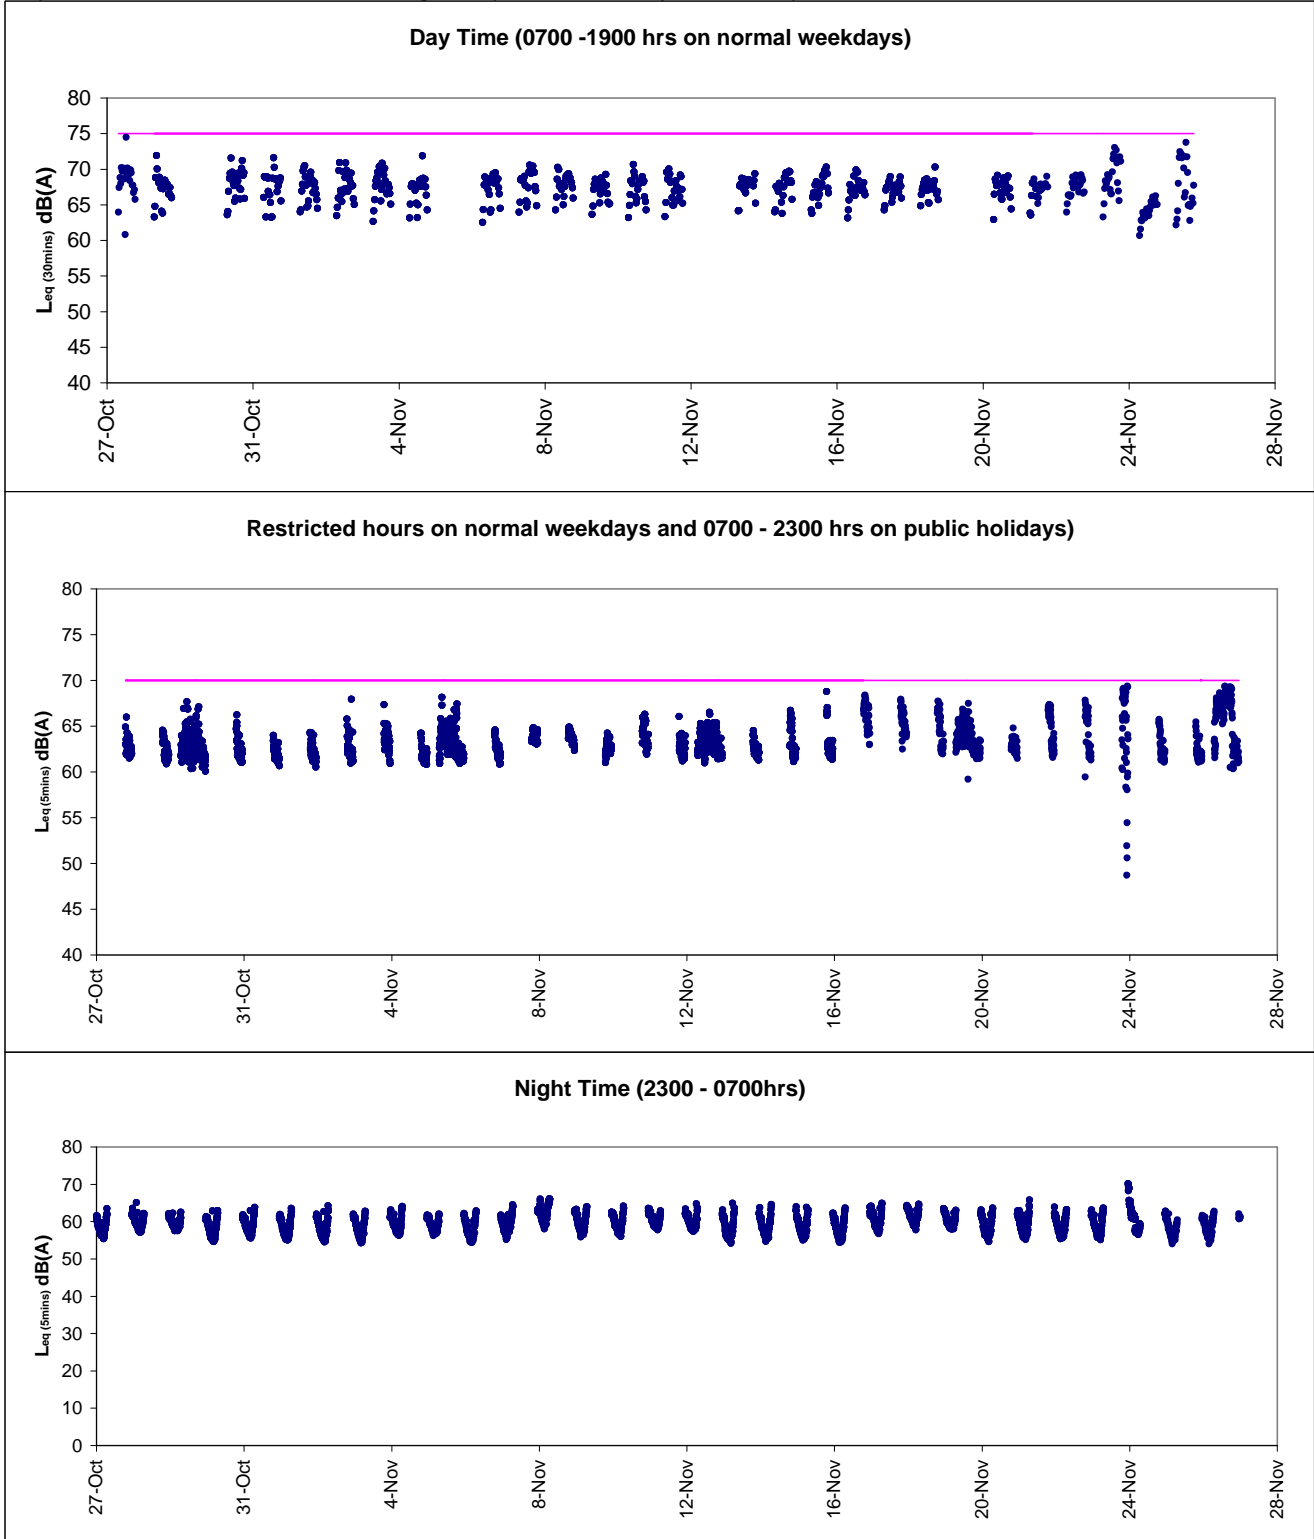 Day Time (0700 -1900 hrs on normal weekdays)
80
75
70
65
60
55
50
45
40
Leq (30mins) dB(A)
27-Oct
31-Oct
4-Nov
8-Nov
12-Nov
16-Nov
20-Nov
24-Nov
28-Nov
Restricted hours on normal weekdays and 0700 - 2300 hrs on public holidays)
80
75
70
65
60
55
50
45
40
Leq (5mins) dB(A)
27-Oct
31-Oct
4-Nov
8-Nov
12-Nov
16-Nov
20-Nov
24-Nov
28-Nov
Night Time (2300 - 0700hrs)
80
70
60
50
40
30
20
10
0
Leq (5mins) dB(A)
27-Oct
31-Oct
4-Nov
8-Nov
12-Nov
16-Nov
20-Nov
24-Nov
28-Nov